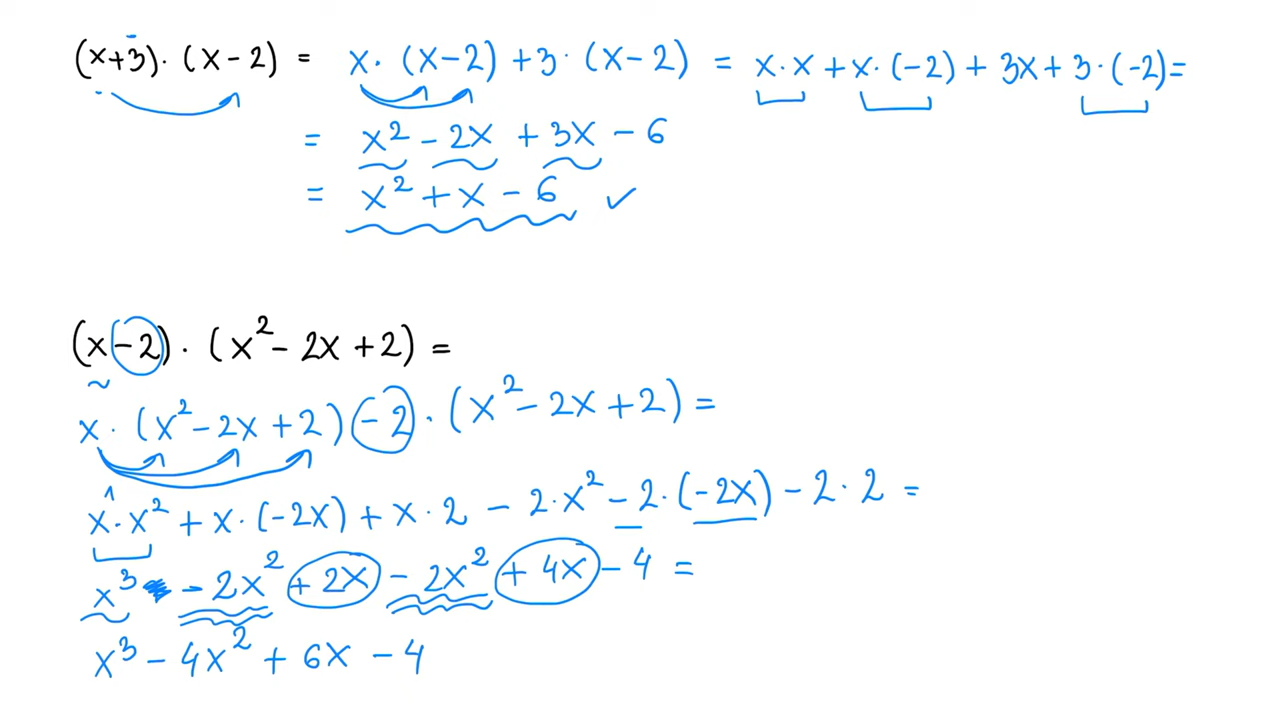 (x+3)·(x-2) = x·(x-2)+3·(x-2) = x·x+x·(-2)+3x+3·(-2)=
= x² - 2x + 3x - 6
= x² + x - 6 ✓
(x-2)·(x²-2x+2) =
x·(x²-2x+2)-2·(x²-2x+2) =
x·x² + x·(-2x) + x·2 - 2·x² - 2·(-2x) - 2·2 =
x³ - 2x² + 2x - 2x² + 4x - 4 =
x³ - 4x² + 6x - 4